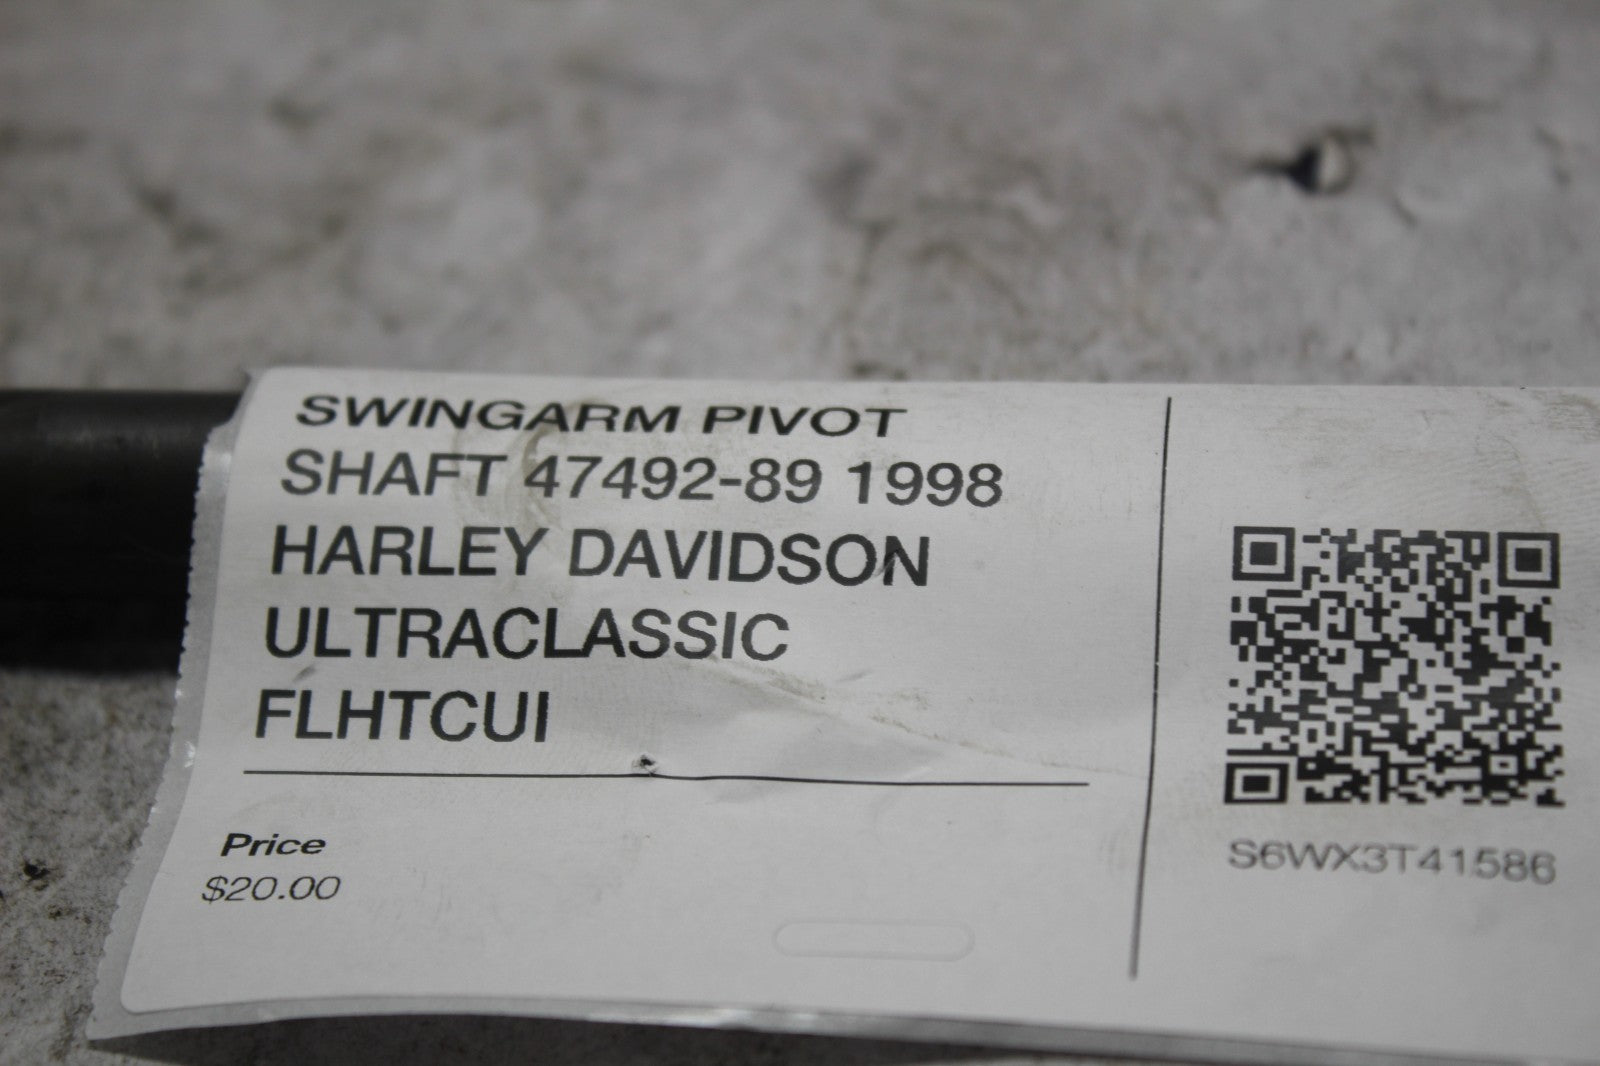 SWINGARM PIVOT
SHAFT 47492-89 1998
HARLEY DAVIDSON
ULTRACLASSIC
FLHTCUI
Price
$20.00
S6WX3T41586